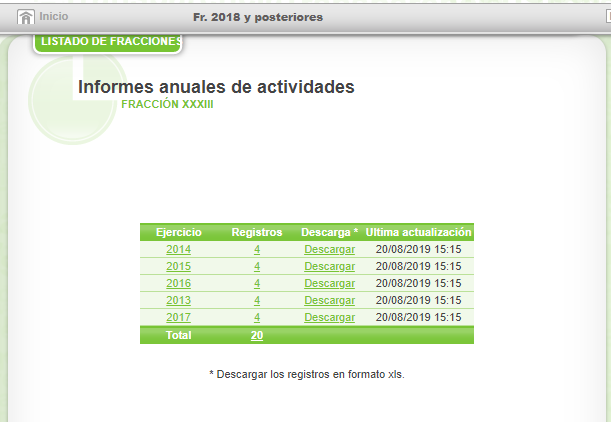 Inicio
Fr. 2018 y posteriores
LISTADO DE FRACCIONES
Informes anuales de actividades
FRACCIÓN XXXIII
Ejercicio Registros Descarga * Ultima actualización
2014 4 Descargar 20/08/2019 15:15
2015 4 Descargar 20/08/2019 15:15
2016 4 Descargar 20/08/2019 15:15
2013 4 Descargar 20/08/2019 15:15
2017 4 Descargar 20/08/2019 15:15
Total 20
* Descargar los registros en formato xls.